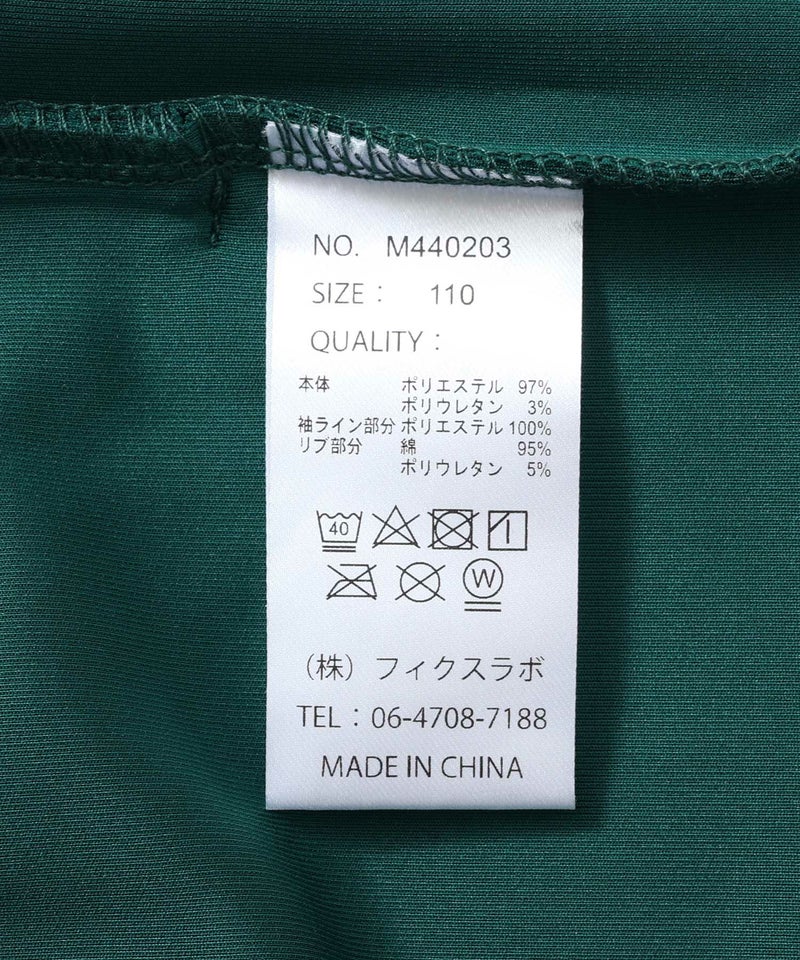 NO. M440203
SIZE： 110
QUALITY：
本体 ポリエステル 97%
ポリウレタン 3%
袖ライン部分 ポリエステル 100%
リブ部分 綿 95%
ポリウレタン 5%
40
W
（株）フィクスラボ
TEL：06-4708-7188
MADE IN CHINA